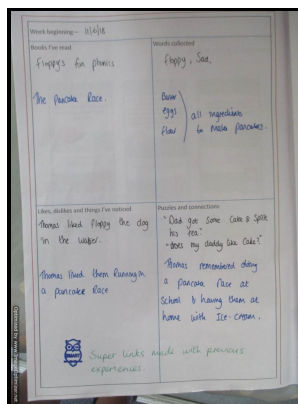 Week beginning:- 11/6/18
Books I've read
Floppy's fun phonics
The Pancake Race.
Words collected
Floppy, Sad,
Butter
eggs
flour
all ingredients
to make pancakes.
Likes, dislikes and things I've noticed
Thomas liked Floppy the dog
in the water.
Thomas liked them running in
a pancake Race
Puzzles and connections
"Dad got some cake & spilt
his tea."
"does my daddy like cake?"
Thomas remembered doing
a pancake race at
school & having them at
home with Ice-cream.
SMART
Super links made with previous
experiences.